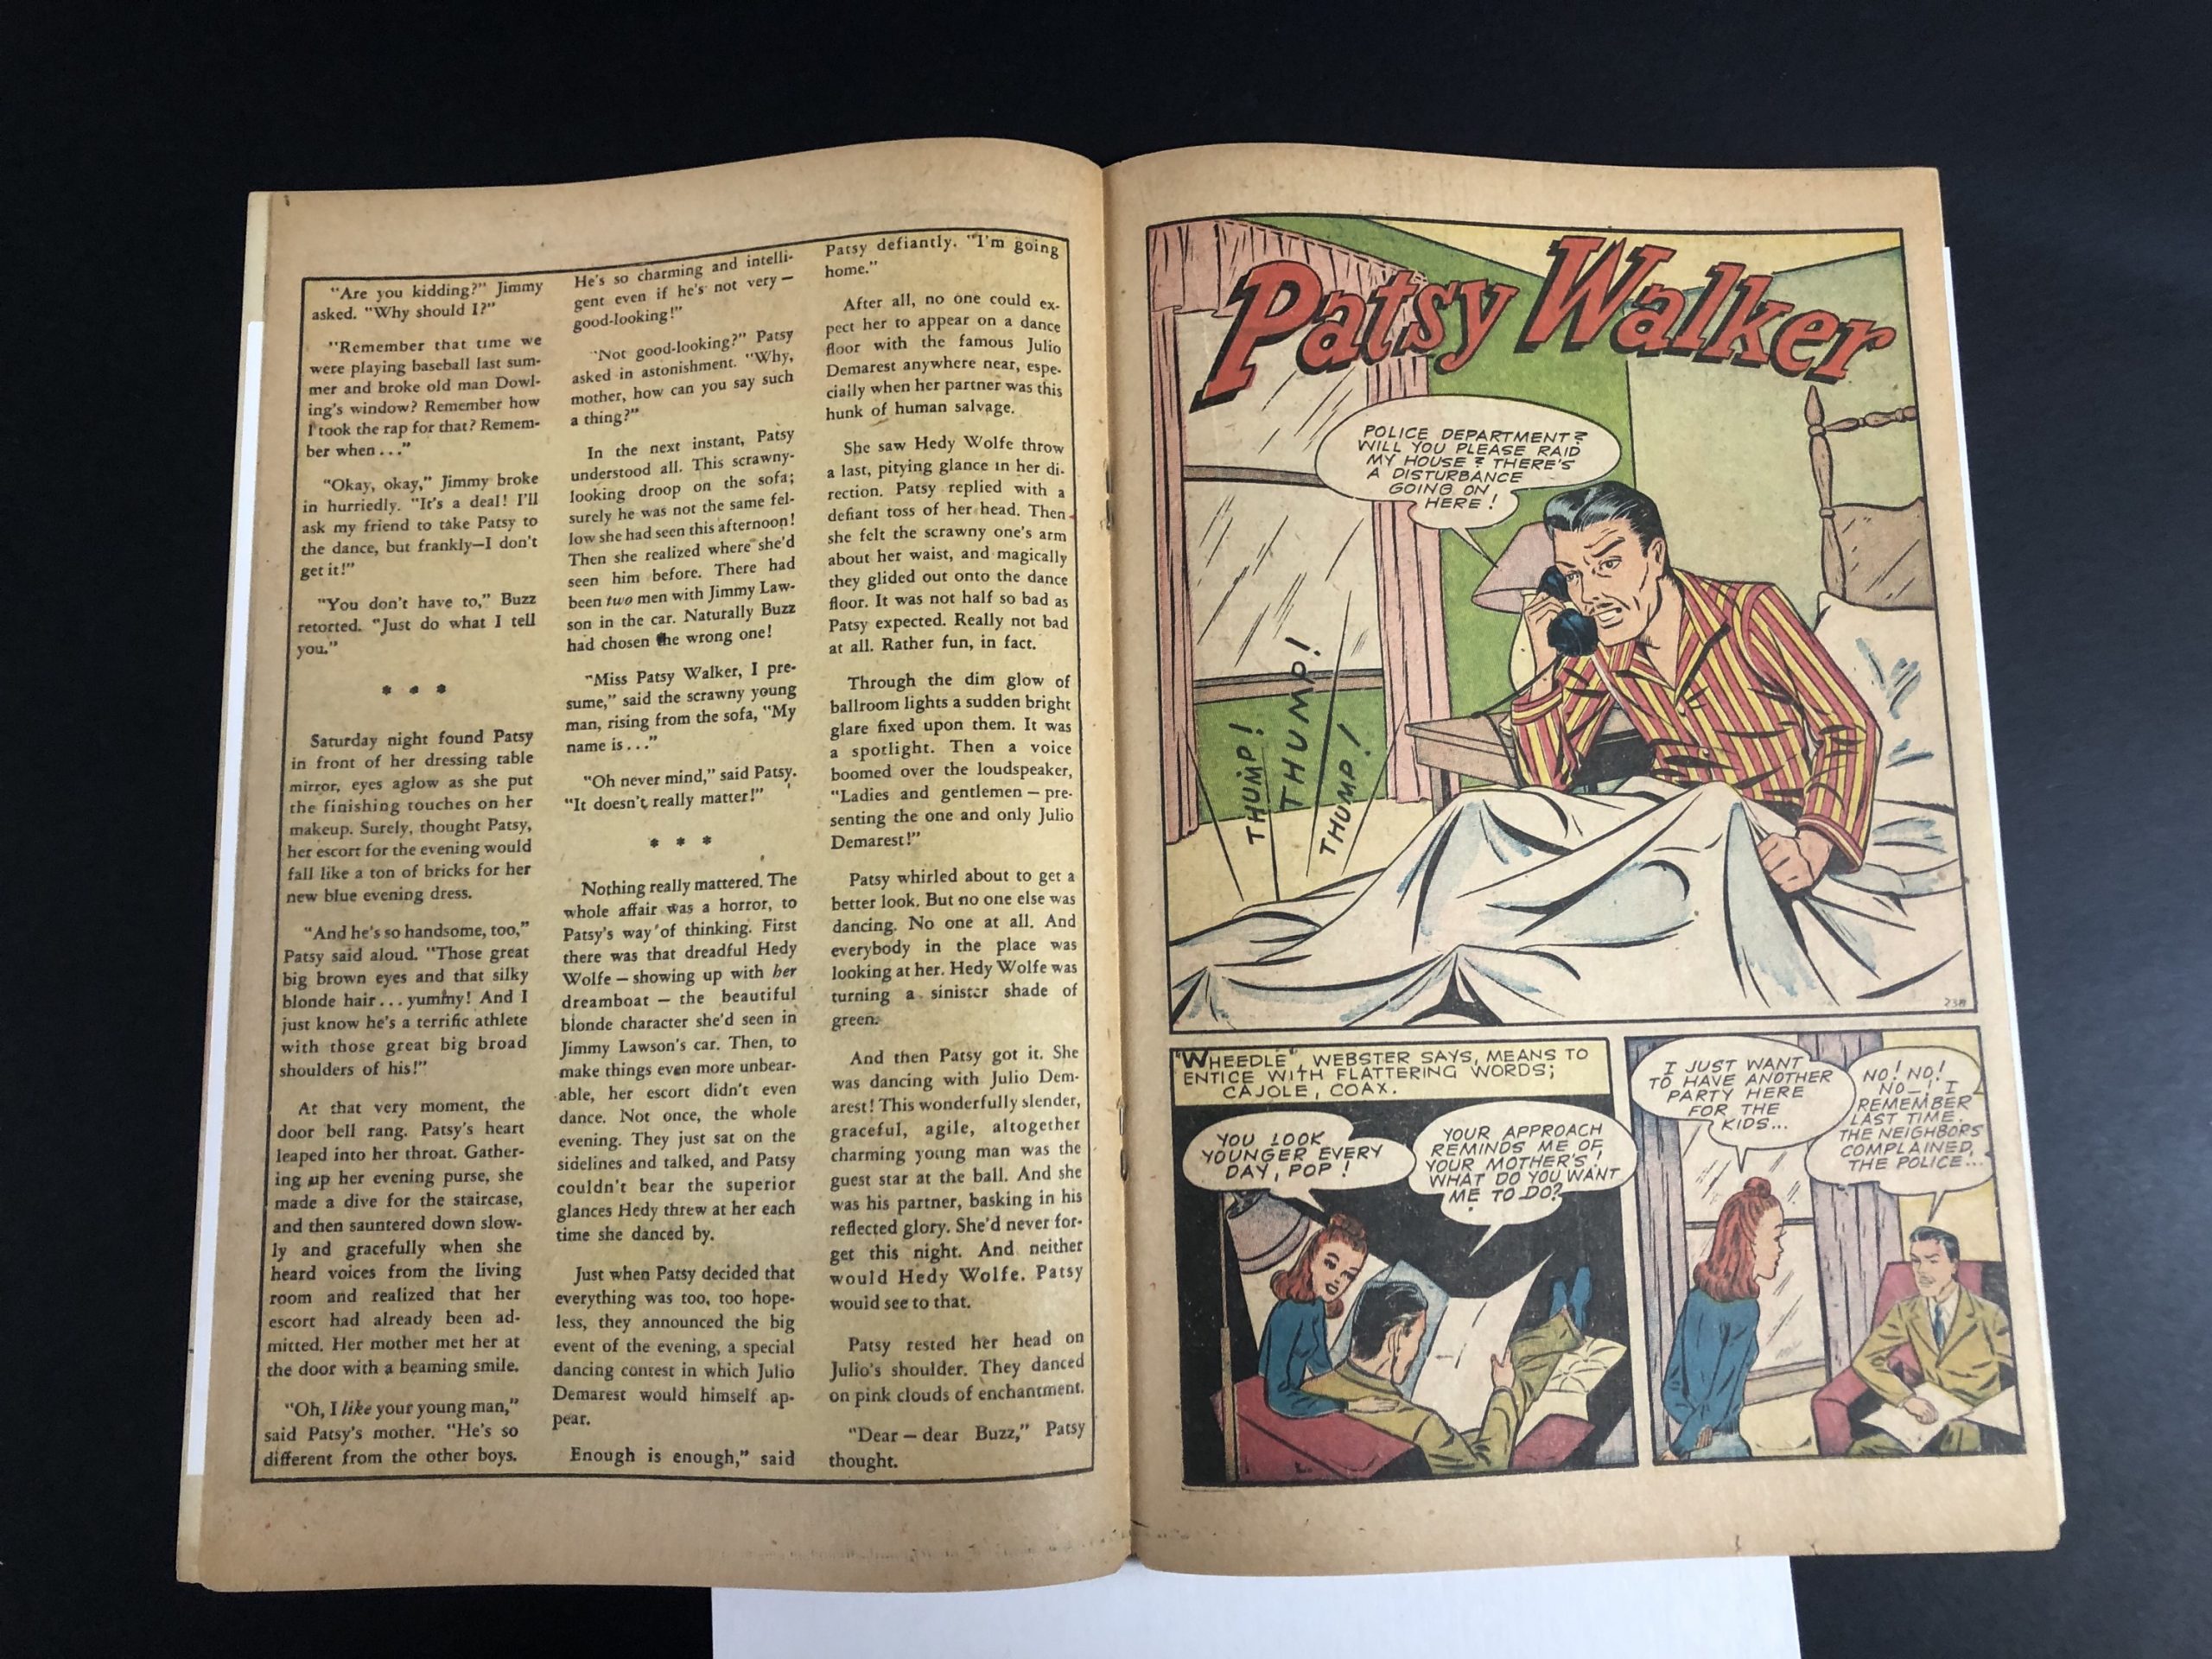 "Are you kidding?" Jimmy
asked. "Why should I?"
"Remember that time we
were playing baseball last sum-
mer and broke old man Dowl-
ing's window? Remember how
I took the rap for that? Remem-
ber when..."
"Okay, okay," Jimmy broke
in hurriedly. "It's a deal! I'll
ask my friend to take Patsy to
the dance, but frankly—I don't
get it!"
"You don't have to," Buzz
retorted. "Just do what I tell
you."
* * *
Saturday night found Patsy
in front of her dressing table
mirror, eyes aglow as she put
the finishing touches on her
makeup. Surely, thought Patsy,
her escort for the evening would
fall like a ton of bricks for her
new blue evening dress.
"And he's so handsome, too,"
Patsy said aloud. "Those great
big brown eyes and that silky
blonde hair... yummy! And I
just know he's a terrific athlete
with those great big broad
shoulders of his!"
At that very moment, the
door bell rang. Patsy's heart
leaped into her throat. Gather-
ing up her evening purse, she
made a dive for the staircase,
and then sauntered down slow-
ly and gracefully when she
heard voices from the living
room and realized that her
escort had already been ad-
mitted. Her mother met her at
the door with a beaming smile.
"Oh, I like your young man,"
said Patsy's mother. "He's so
different from the other boys.
He's so charming and intelli-
gent even if he's not very —
good-looking!"
"Not good-looking?" Patsy
asked in astonishment. "Why,
mother, how can you say such
a thing?"
In the next instant, Patsy
understood all. This scrawny-
looking droop on the sofa;
surely he was not the same fel-
low she had seen this afternoon!
Then she realized where she'd
seen him before. There had
been two men with Jimmy Law-
son in the car. Naturally Buzz
had chosen the wrong one!
"Miss Patsy Walker, I pre-
sume," said the scrawny young
man, rising from the sofa, "My
name is..."
"Oh never mind," said Patsy.
"It doesn't really matter!"
* * *
Nothing really mattered. The
whole affair was a horror, to
Patsy's way of thinking. First
there was that dreadful Hedy
Wolfe — showing up with her
dreamboat — the beautiful
blonde character she'd seen in
Jimmy Lawson's car. Then, to
make things even more unbear-
able, her escort didn't even
dance. Not once, the whole
evening. They just sat on the
sidelines and talked, and Patsy
couldn't bear the superior
glances Hedy threw at her each
time she danced by.
Just when Patsy decided that
everything was too, too hope-
less, they announced the big
event of the evening, a special
dancing contest in which Julio
Demarest would himself ap-
pear.
Enough is enough," said
Patsy defiantly. "I'm going
home."
After all, no one could ex-
pect her to appear on a dance
floor with the famous Julio
Demarest anywhere near, espe-
cially when her partner was this
hunk of human salvage.
She saw Hedy Wolfe throw
a last, pitying glance in her di-
rection. Patsy replied with a
defiant toss of her head. Then
she felt the scrawny one's arm
about her waist, and magically
they glided out onto the dance
floor. It was not half so bad as
Patsy expected. Really not bad
at all. Rather fun, in fact.
Through the dim glow of
ballroom lights a sudden bright
glare fixed upon them. It was
a spotlight. Then a voice
boomed over the loudspeaker,
"Ladies and gentlemen — pre-
senting the one and only Julio
Demarest!"
Patsy whirled about to get a
better look. But no one else was
dancing. No one at all. And
everybody in the place was
looking at her. Hedy Wolfe was
turning a sinister shade of
green.
And then Patsy got it. She
was dancing with Julio Dem-
arest! This wonderfully slender,
graceful, agile, altogether
charming young man was the
guest star at the ball. And she
was his partner, basking in his
reflected glory. She'd never for-
get this night. And neither
would Hedy Wolfe. Patsy
would see to that.
Patsy rested her head on
Julio's shoulder. They danced
on pink clouds of enchantment.
"Dear — dear Buzz," Patsy
thought.
Patsy Walker
POLICE DEPARTMENT?
WILL YOU PLEASE RAID
MY HOUSE? THERE'S
A DISTURBANCE
GOING ON
HERE!
THUMP!
THUMP!
THUMP!
"WHEEDLE", WEBSTER SAYS, MEANS TO
ENTICE WITH FLATTERING WORDS;
CAJOLE, COAX.
YOU LOOK
YOUNGER EVERY
DAY, POP!
YOUR APPROACH
REMINDS ME OF
YOUR MOTHER'S!
WHAT DO YOU WANT
ME TO DO?
I JUST WANT
TO HAVE ANOTHER
PARTY HERE
FOR THE
KIDS...
NO! NO!
NO—! I
REMEMBER
LAST TIME.
THE NEIGHBORS
COMPLAINED,
THE POLICE...